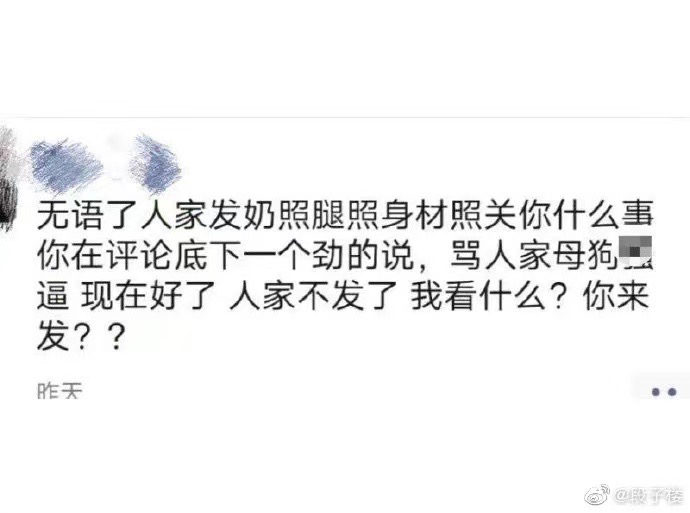 无语了人家发奶照腿照身材照关你什么事
你在评论底下一个劲的说，骂人家母狗
逼 现在好了 人家不发了 我看什么？你来
发？？
昨天
@段子楼